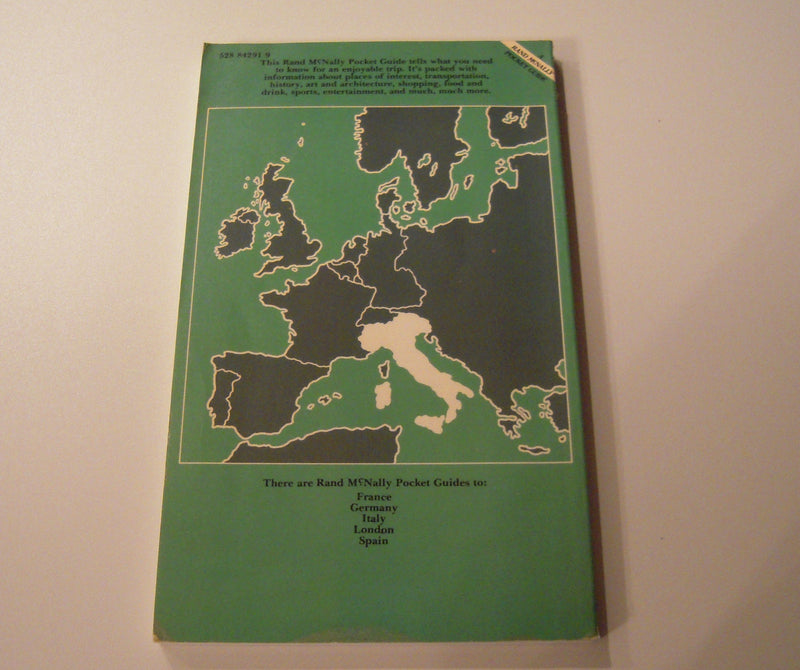 528 84291 9
This Rand McNally Pocket Guide tells what you need
to know for an enjoyable trip. It's packed with
information about places of interest, transportation,
history, art and architecture, shopping, food and
drink, sports, entertainment, and much, much more.
A
RAND McNALLY
POCKET GUIDE
There are Rand McNally Pocket Guides to:
France
Germany
Italy
London
Spain